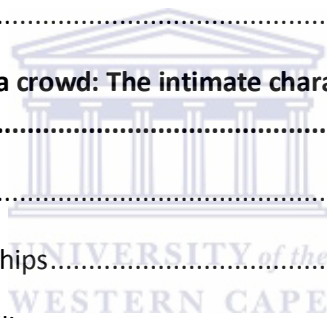 ................................................
a crowd: The intimate chara
................................................
................................
UNIVERSITY of the
hips................................
WESTERN CAPE